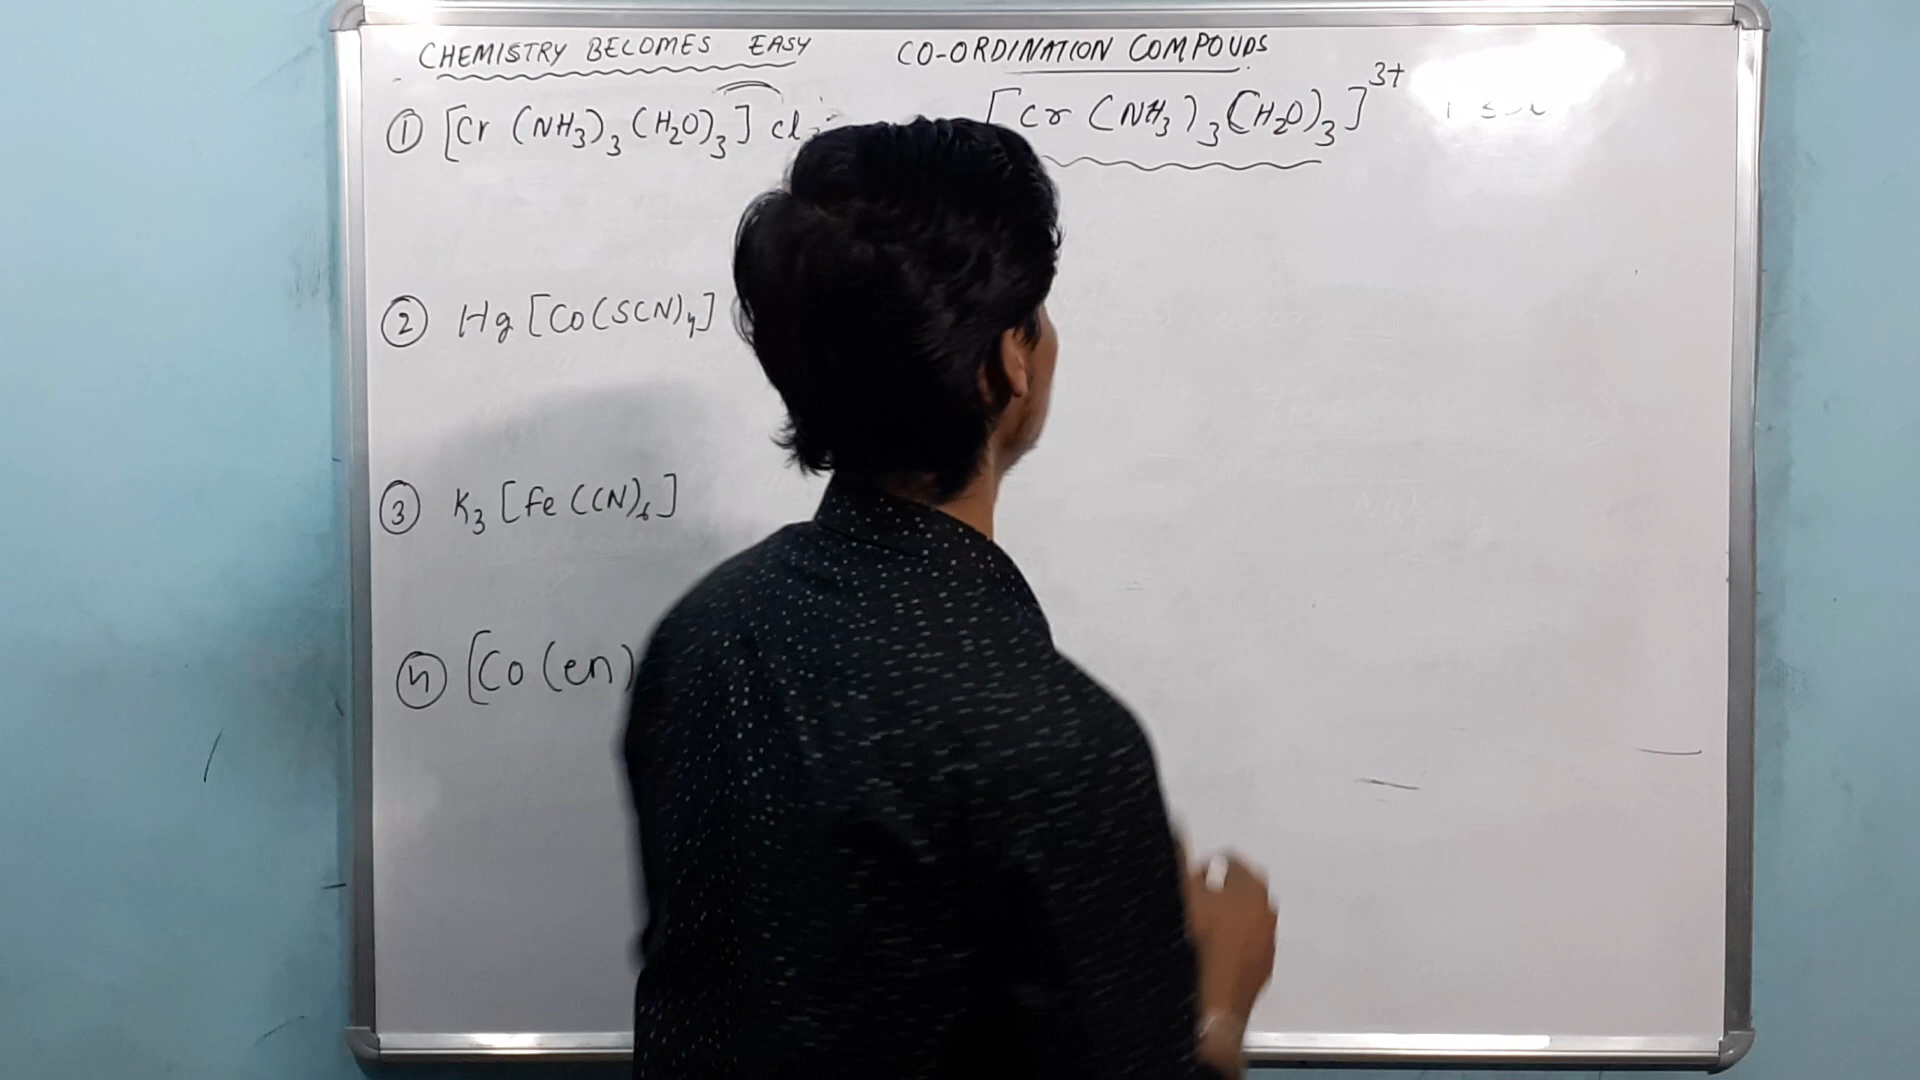 CHEMISTRY BECOMES EASY CO-ORDINATION COMPOUDS
① [Cr (NH₃)₃ (H₂O)₃] Cl [Cr (NH₃)₃ (H₂O)₃]³⁺
② Hg [Co(SCN)₄]
③ K₃ [Fe (CN)₆]
④ [Co (en)